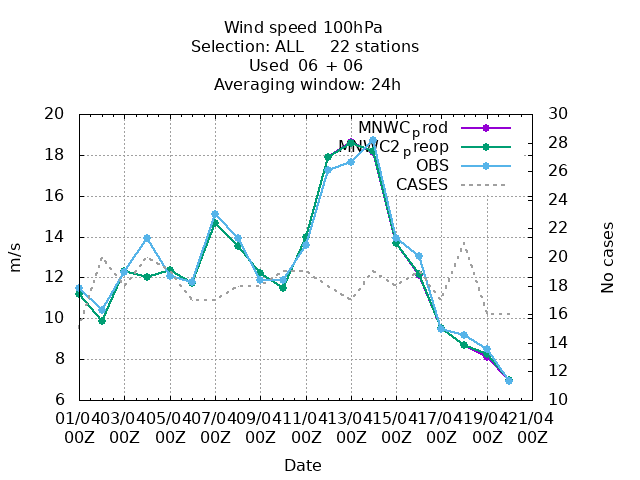 Wind speed 100hPa
Selection: ALL 22 stations
Used 06 + 06
Averaging window: 24h
20 30
18 28
16 26
14 24
12 22
10 20
8 18
6 16
14
12
10
m/s
No cases
MNWCprod
MNWC2preop
OBS
CASES
01/04 03/04 05/04 07/04 09/04 11/04 13/04 15/04 17/04 19/04 21/04
00Z 00Z 00Z 00Z 00Z 00Z 00Z 00Z 00Z 00Z 00Z
Date